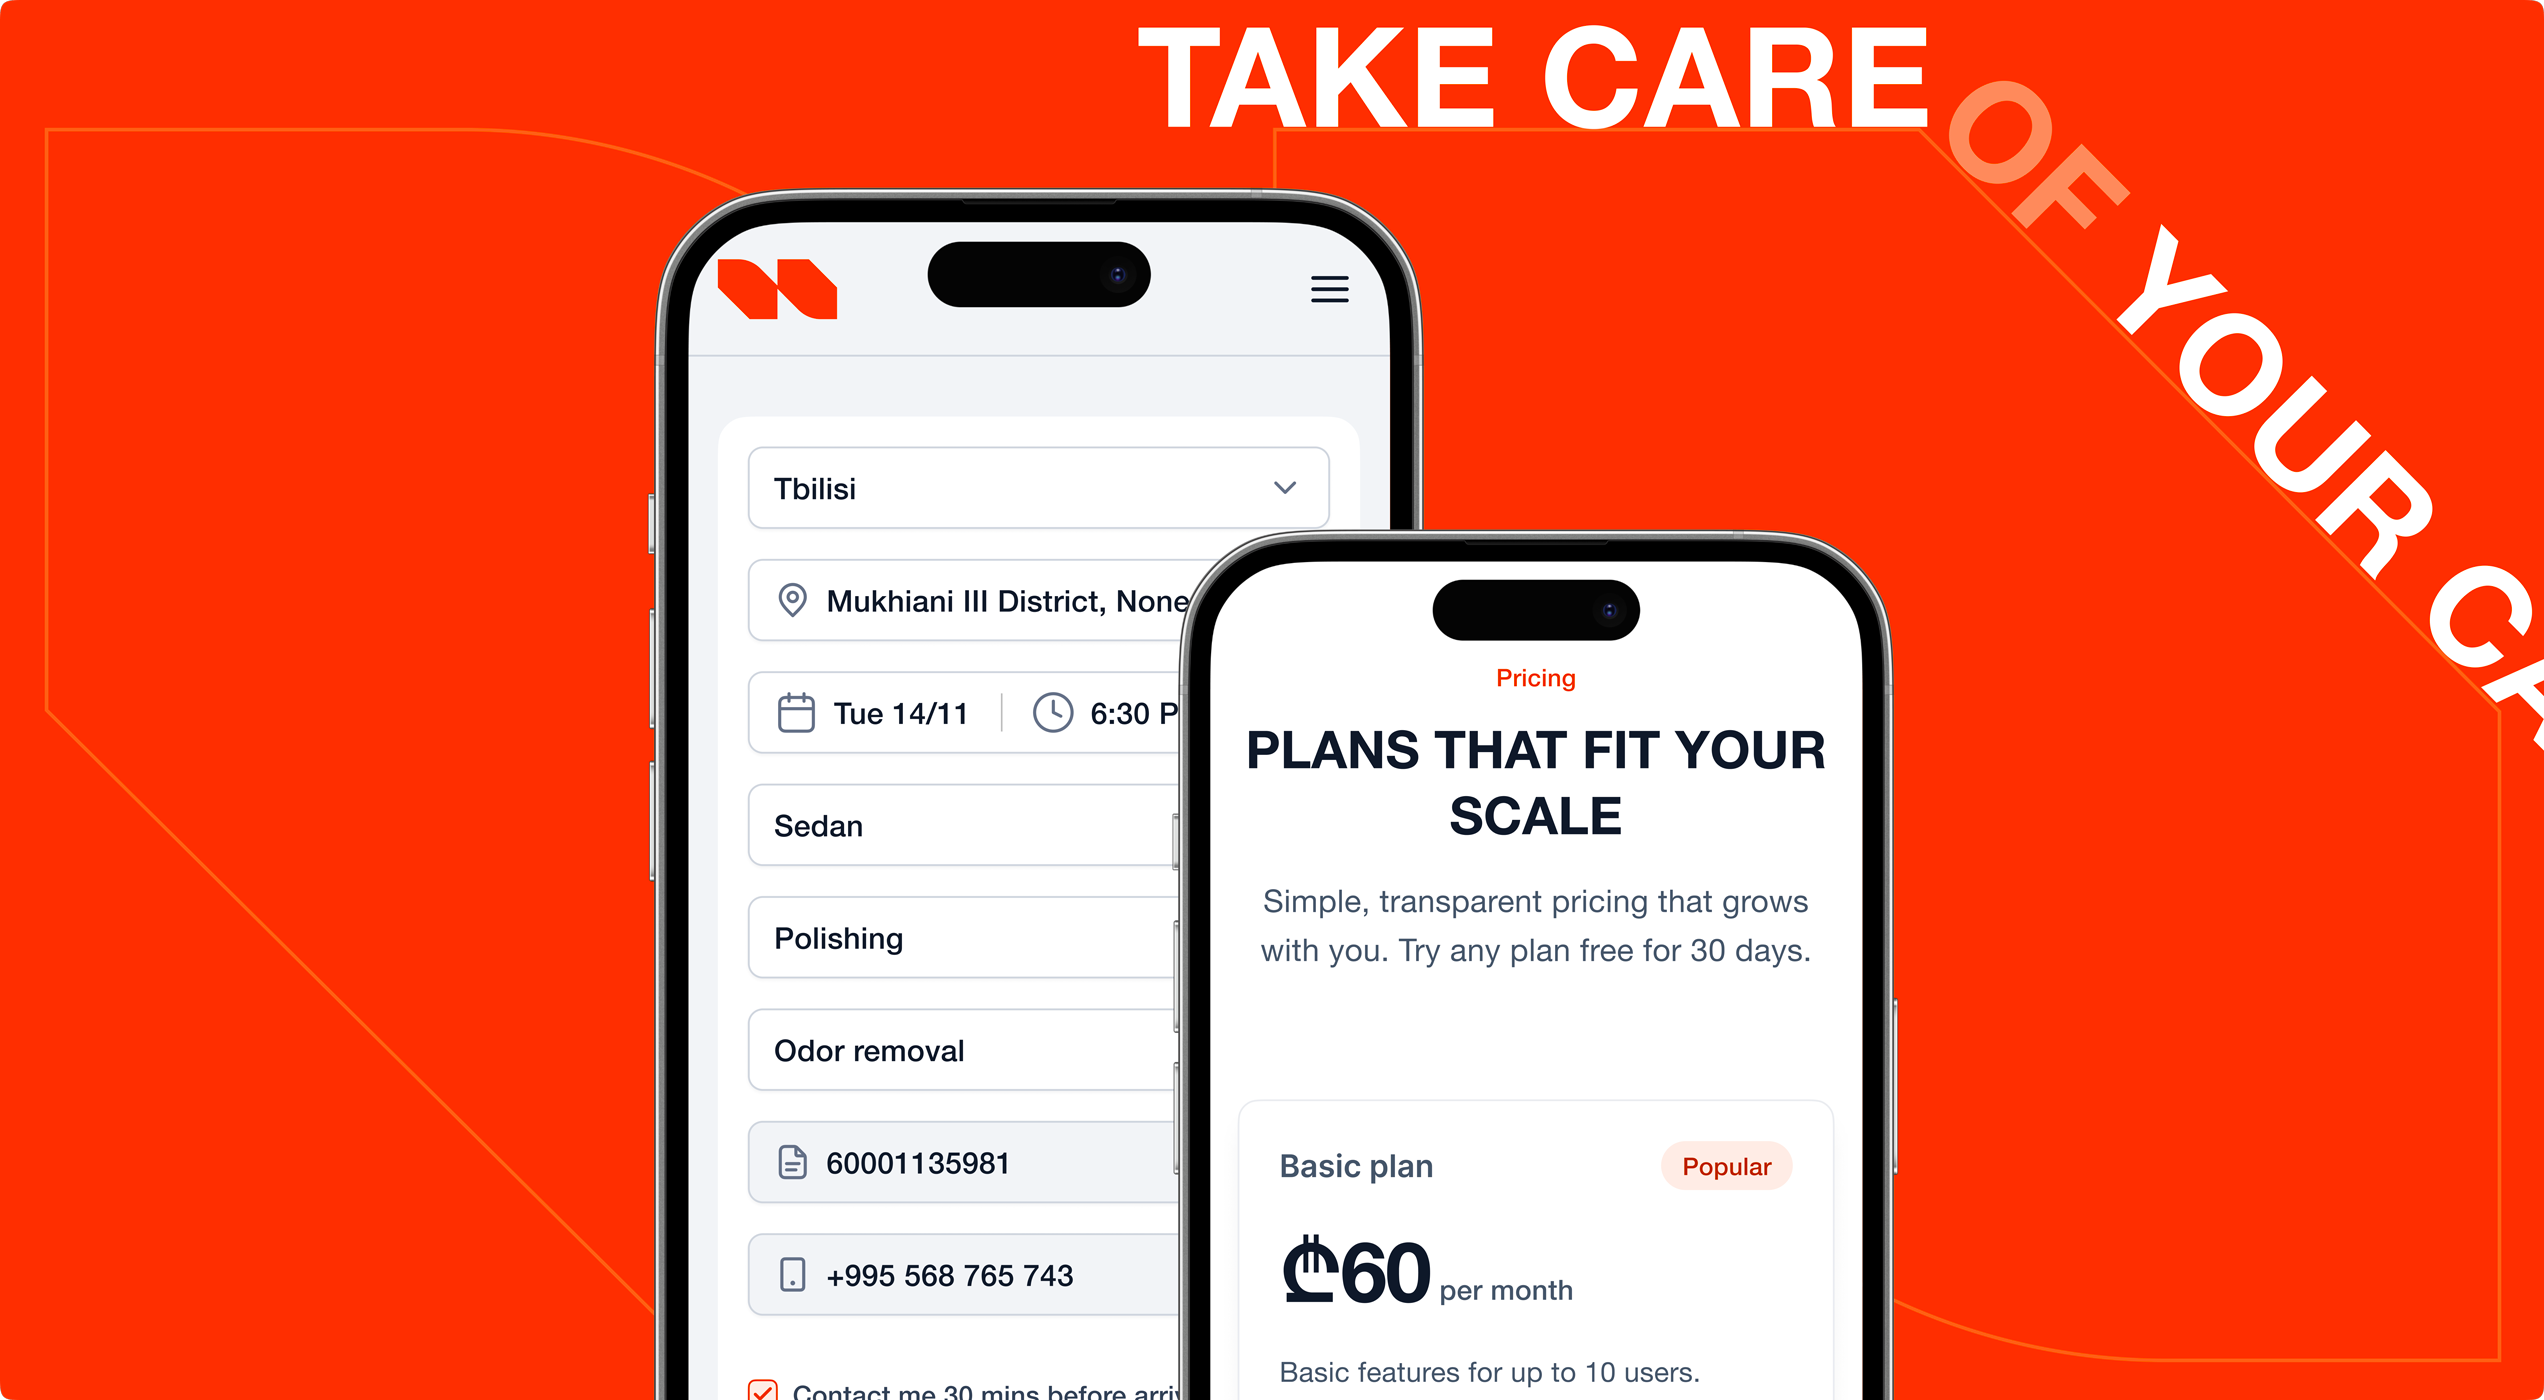 TAKE CARE OF YOUR
Tbilisi
Mukhiani III District, None
Tue 14/11
6:30
Sedan
Polishing
Odor removal
60001135981
+995 568 765 743
Contact me 30 mins before
Pricing
PLANS THAT FIT YOUR
SCALE
Simple, transparent pricing that grows
with you. Try any plan free for 30 days.
Basic plan
Popular
₾60 per month
Basic features for up to 10 users.